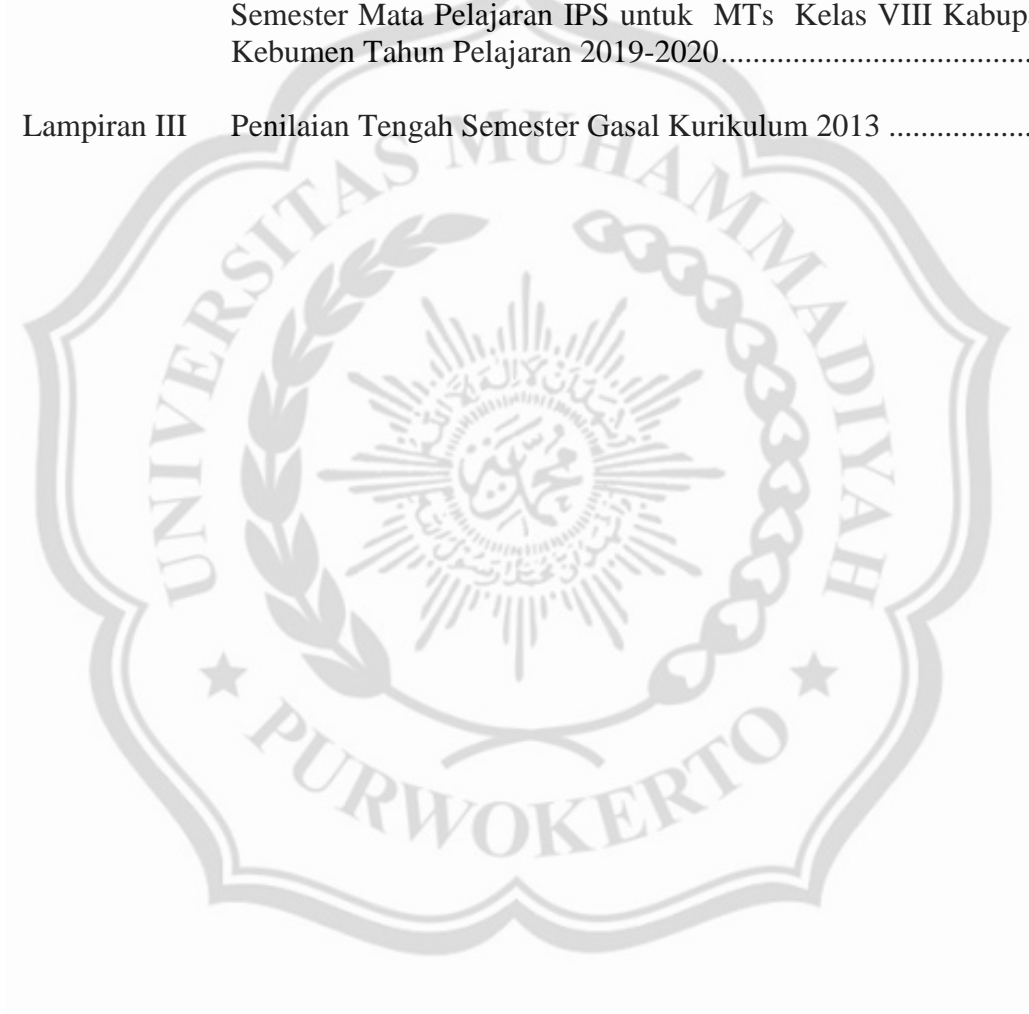 Semester Mata Pelajaran IPS untuk MTs Kelas VIII Kabup
Kebumen Tahun Pelajaran 2019-2020.......................................
Lampiran III Penilaian Tengah Semester Gasal Kurikulum 2013 ..................
UNIVERSITAS MUHAMMADIYAH
PURWOKERTO
محمد